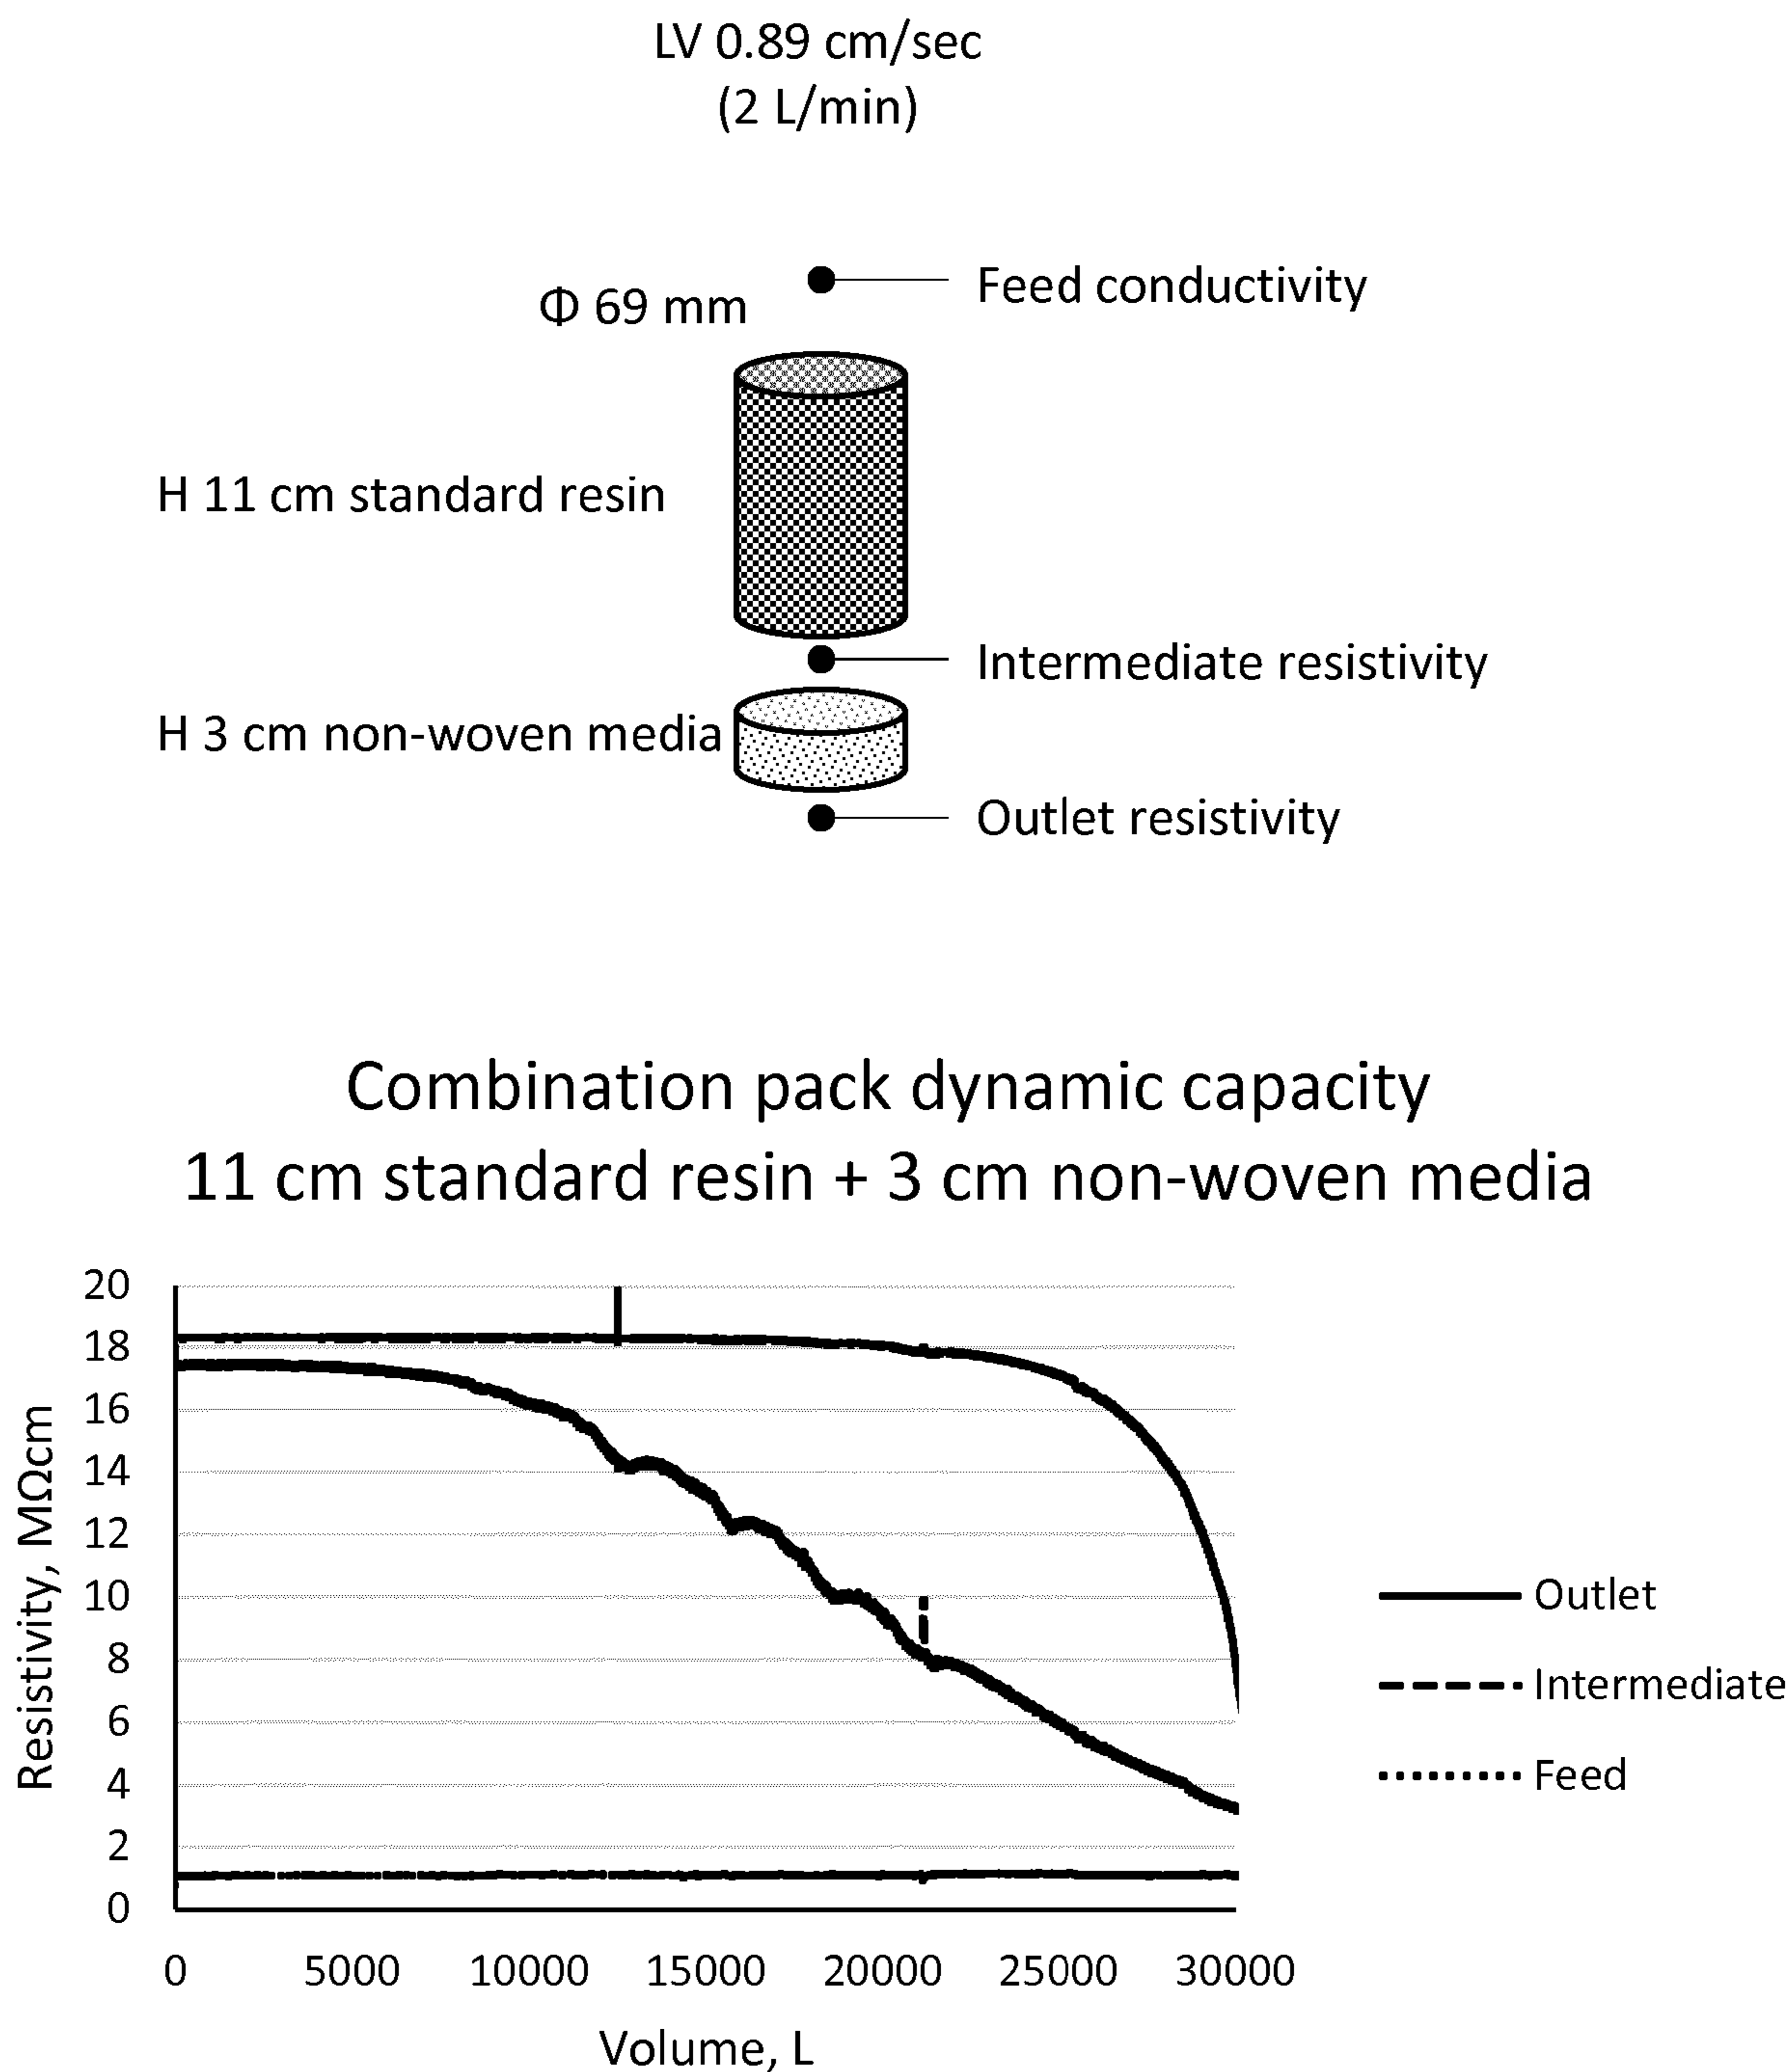 LV 0.89 cm/sec
(2 L/min)
Feed conductivity
Φ 69 mm
H 11 cm standard resin
Intermediate resistivity
H 3 cm non-woven media
Outlet resistivity
Combination pack dynamic capacity
11 cm standard resin + 3 cm non-woven media
Resistivity, MΩcm
20
18
16
14
12
10
8
6
4
2
0
0 5000 10000 15000 20000 25000 30000
Volume, L
Outlet
Intermediate
Feed